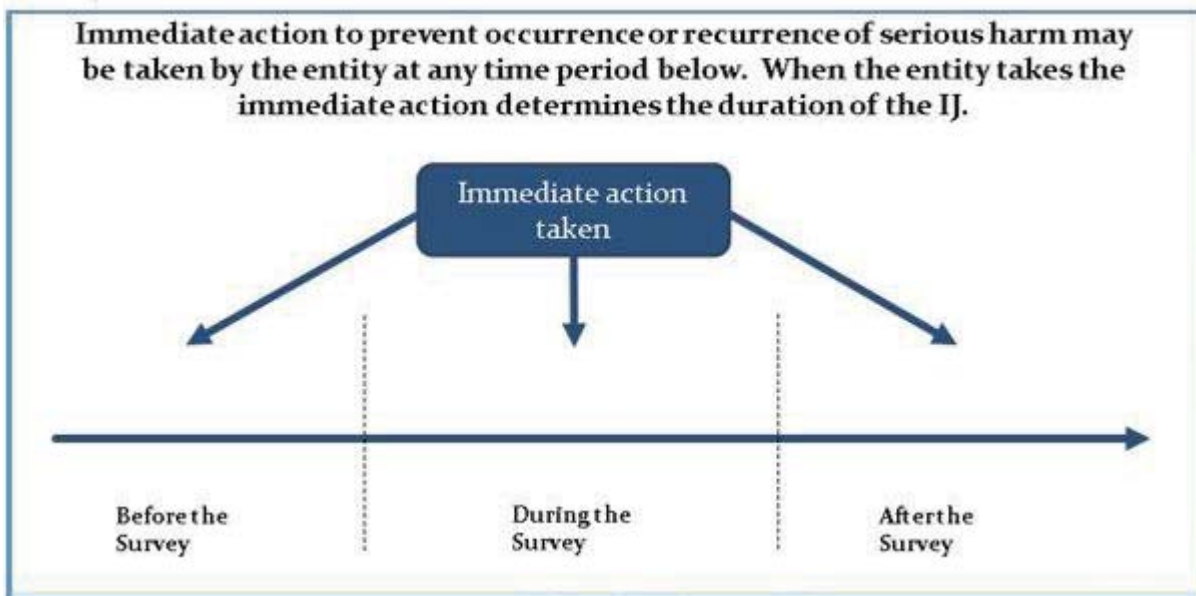 Immediate action to prevent occurrence or recurrence of serious harm may
be taken by the entity at any time period below. When the entity takes the
immediate action determines the duration of the IJ.
Immediate action
taken
Before the
Survey
During the
Survey
After the
Survey